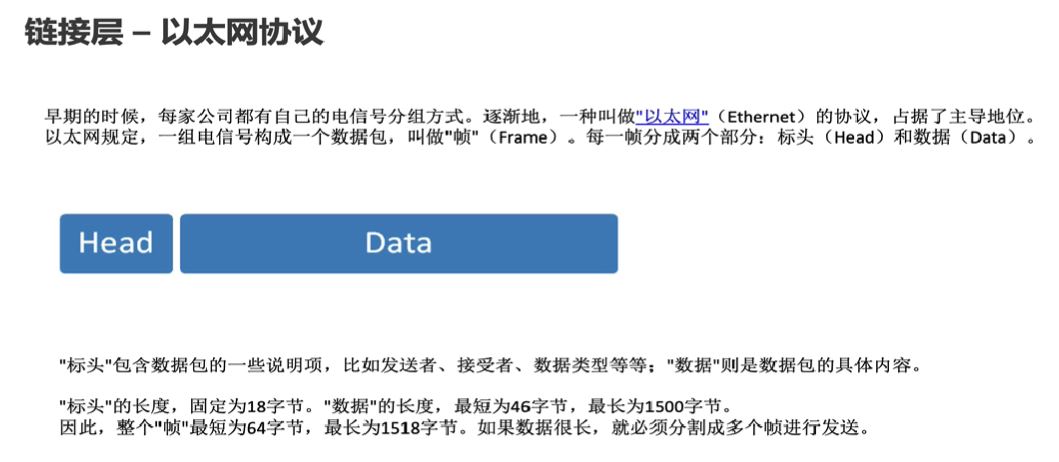 链接层 – 以太网协议
早期的时候，每家公司都有自己的电信号分组方式。逐渐地，一种叫做"以太网"（Ethernet）的协议，占据了主导地位。
以太网规定，一组电信号构成一个数据包，叫做"帧"（Frame）。每一帧分成两个部分：标头（Head）和数据（Data）。
Head Data
"标头"包含数据包的一些说明项，比如发送者、接受者、数据类型等等；"数据"则是数据包的具体内容。
"标头"的长度，固定为18字节。"数据"的长度，最短为46字节，最长为1500字节。
因此，整个"帧"最短为64字节，最长为1518字节。如果数据很长，就必须分割成多个帧进行发送。